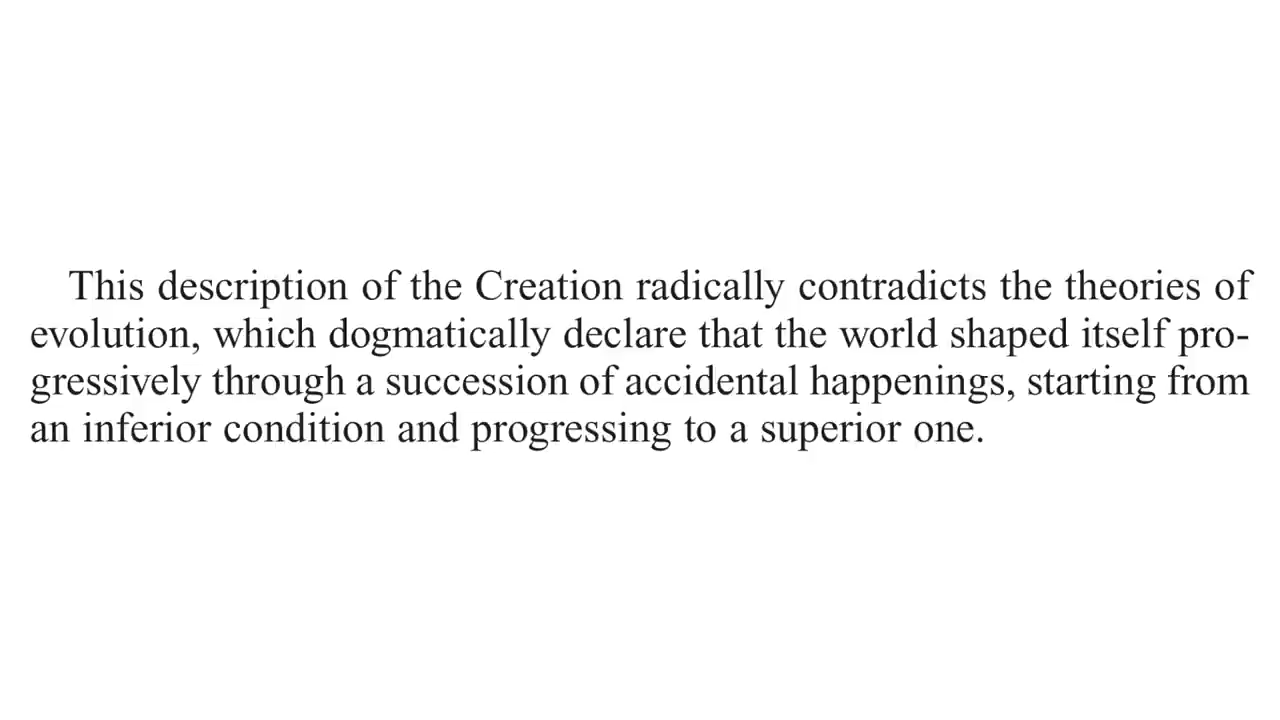 This description of the Creation radically contradicts the theories of
evolution, which dogmatically declare that the world shaped itself pro-
gressively through a succession of accidental happenings, starting from
an inferior condition and progressing to a superior one.